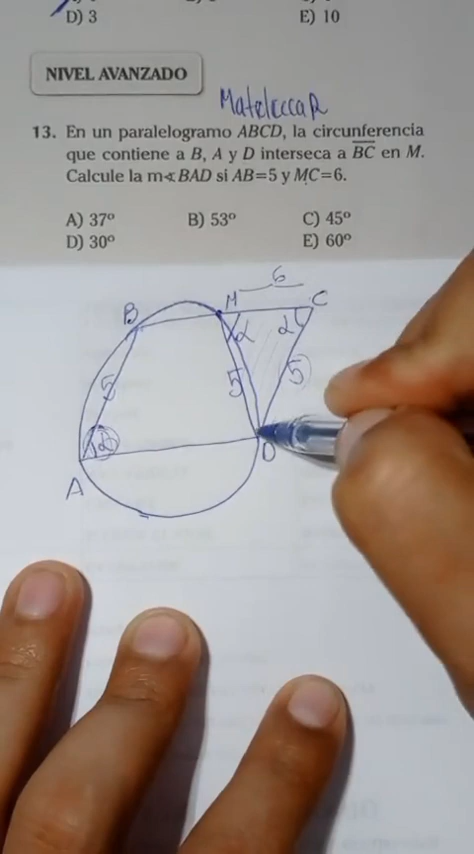 D) 3 E) 10
NIVEL AVANZADO
MateleccaR
13. En un paralelogramo ABCD, la circunferencia
que contiene a B, A y D interseca a BC en M.
Calcule la m∢BAD si AB=5 y MC=6.
A) 37° B) 53° C) 45°
D) 30° E) 60°
6
B M C
α α
5 5 5
α
A D